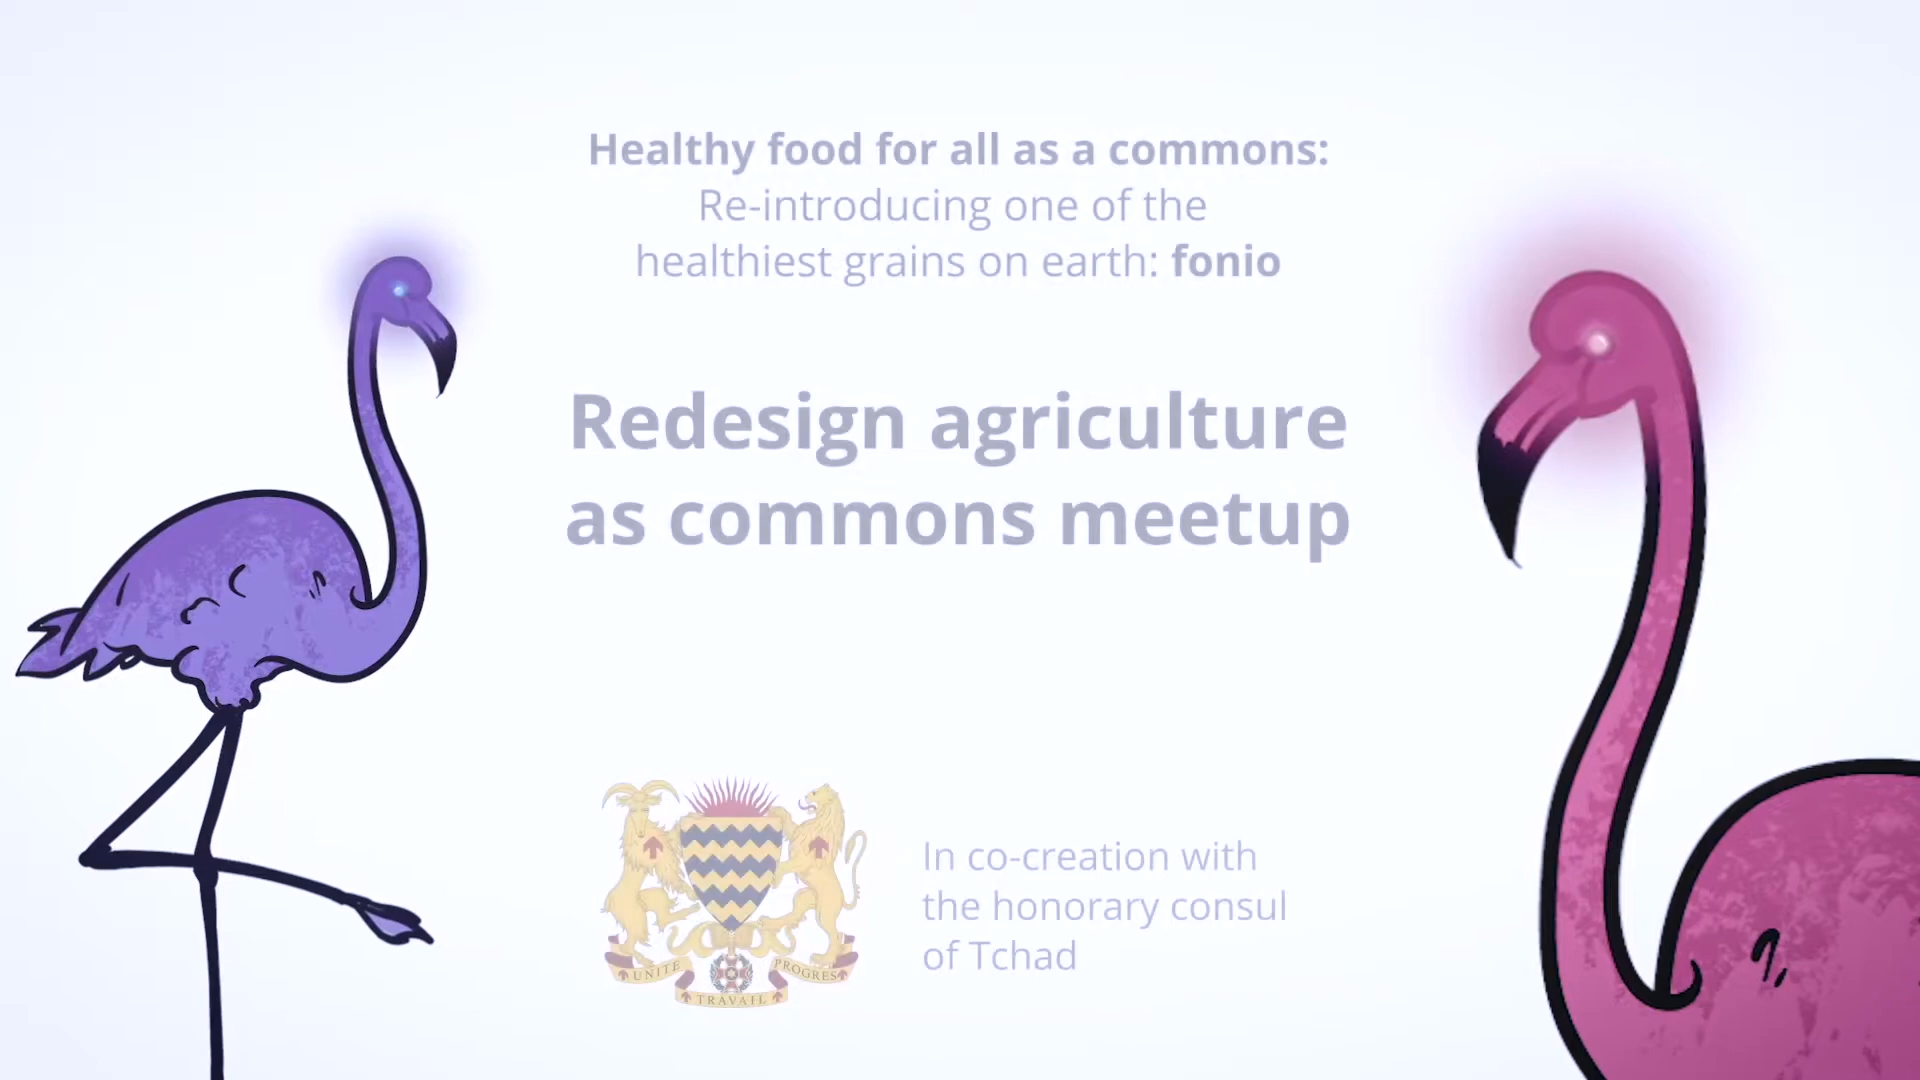 Healthy food for all as a commons:
Re-introducing one of the
healthiest grains on earth: fonio
Redesign agriculture
as commons meetup
In co-creation with
the honorary consul
of Tchad
UNITE
TRAVAIL
PROGRES